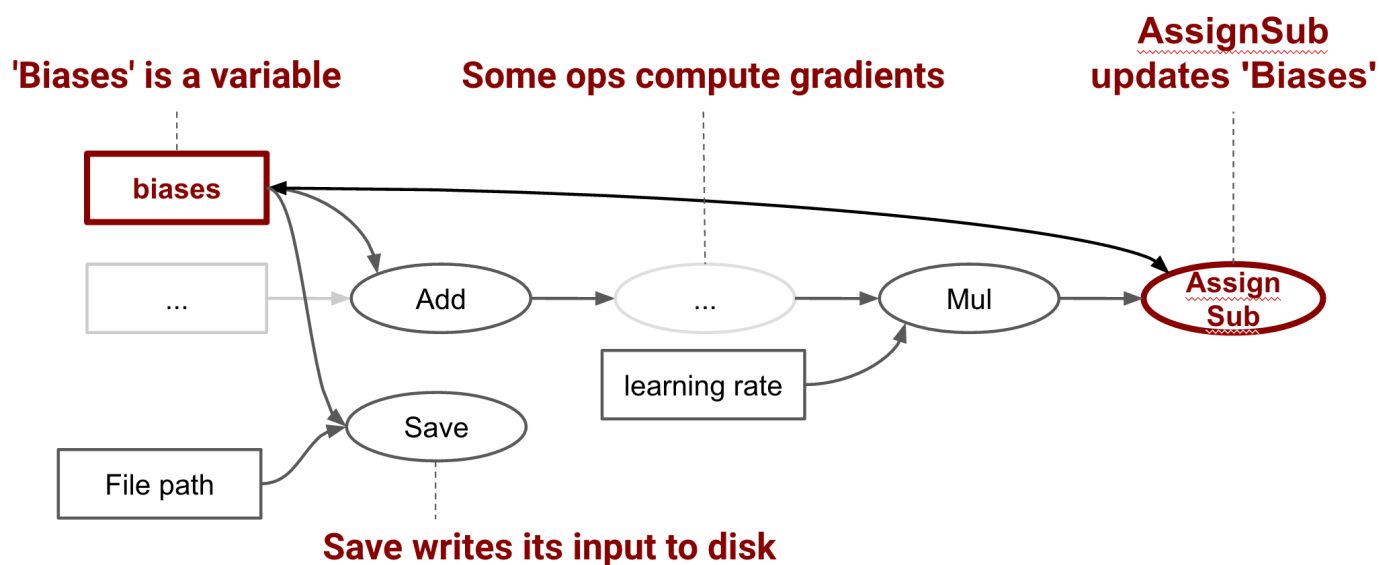 AssignSub
'Biases' is a variable
Some ops compute gradients
updates 'Biases'
biases
...
Add
...
Mul
Assign
Sub
learning rate
Save
File path
Save writes its input to disk